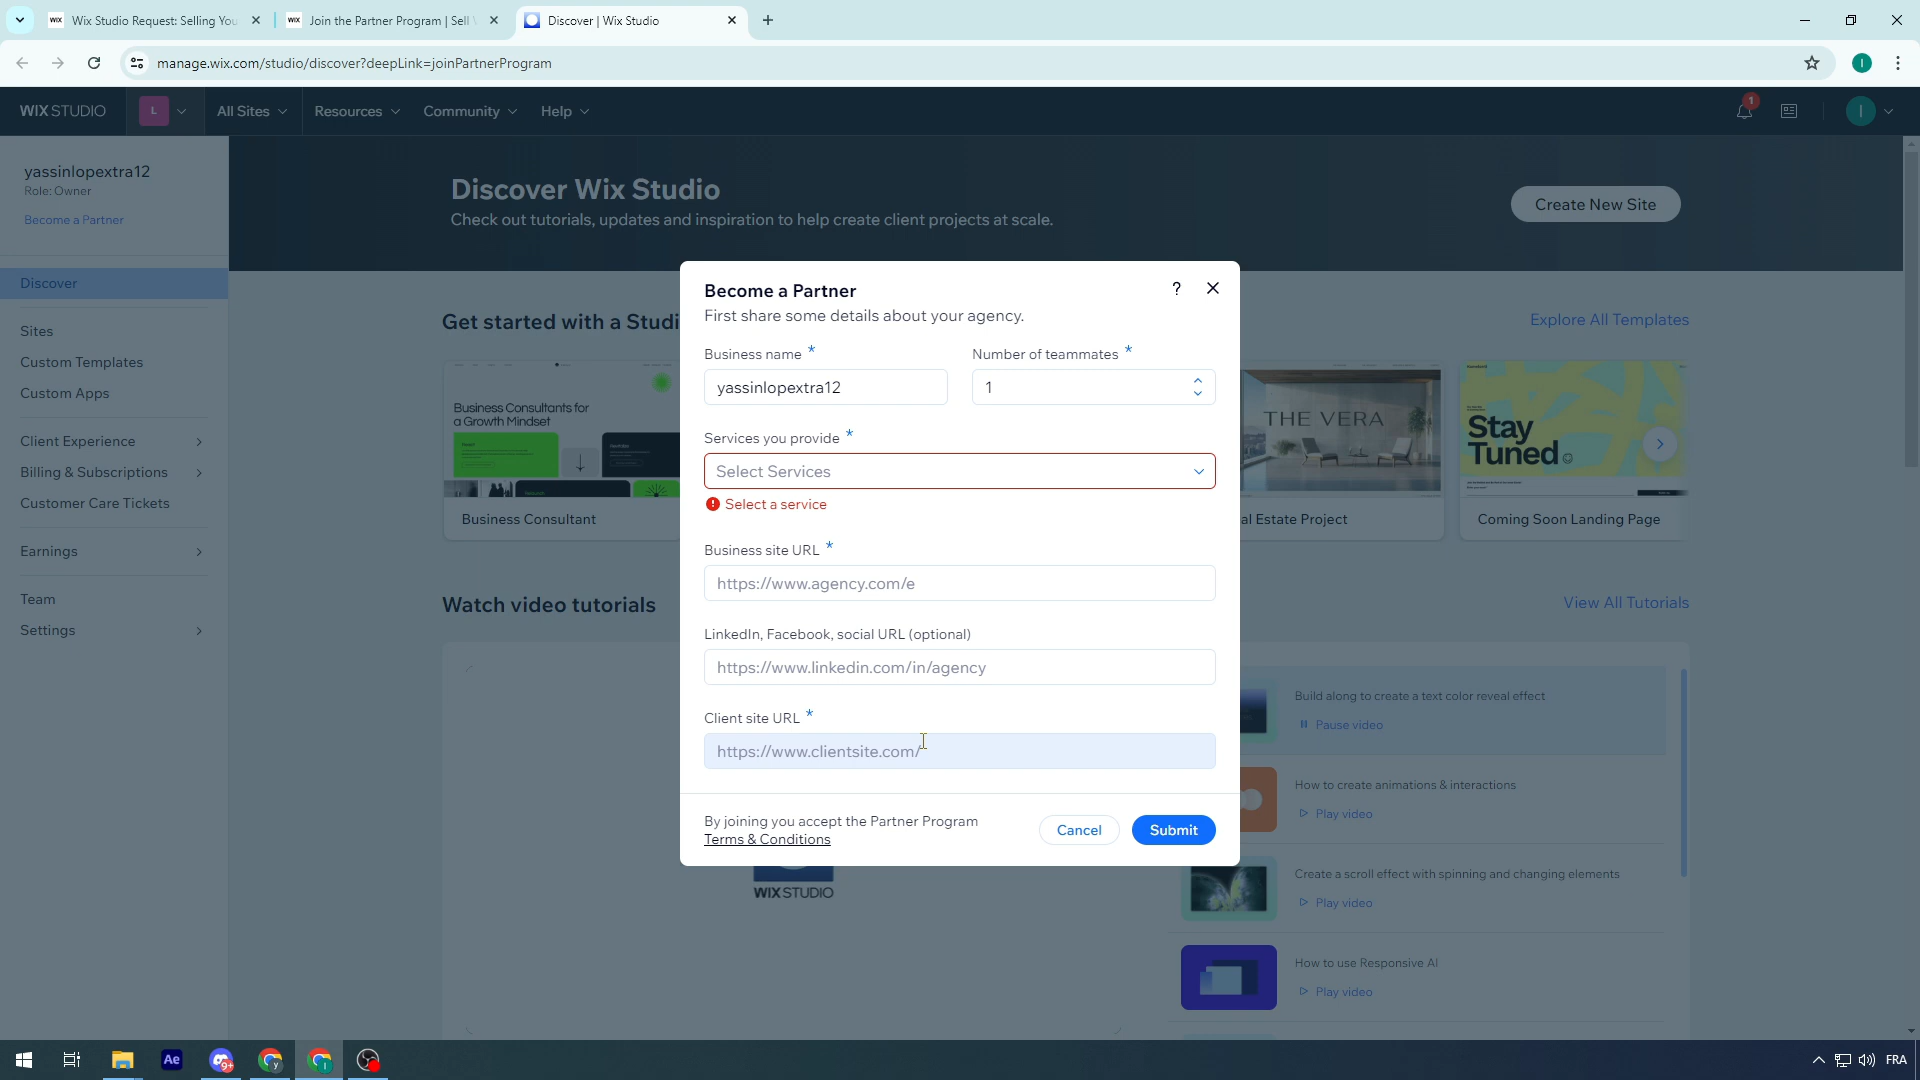 Wix Studio Request: Selling You
Join the Partner Program | Sell
Discover | Wix Studio
manage.wix.com/studio/discover?deepLink=joinPartnerProgram
I
WIX STUDIO
L
All Sites
Resources
Community
Help
1
I
yassinlopextra12
Role: Owner
Become a Partner
Discover
Sites
Custom Templates
Custom Apps
Client Experience
Billing & Subscriptions
Customer Care Tickets
Earnings
Team
Settings
Discover Wix Studio
Check out tutorials, updates and inspiration to help create client projects at scale.
Create New Site
Get started with a Studi
Explore All Templates
Business Consultants for
a Growth Mindset
Business Consultant
THE VERA
al Estate Project
Stay
Tuned
Coming Soon Landing Page
Become a Partner
?
First share some details about your agency.
Business name *
Number of teammates *
yassinlopextra12
1
Services you provide *
Select Services
Select a service
Business site URL *
https://www.agency.com/e
LinkedIn, Facebook, social URL (optional)
https://www.linkedin.com/in/agency
Client site URL *
https://www.clientsite.com/
By joining you accept the Partner Program
Terms & Conditions
Cancel
Submit
Watch video tutorials
View All Tutorials
WIX STUDIO
Build along to create a text color reveal effect
Pause video
How to create animations & interactions
Play video
Create a scroll effect with spinning and changing elements
Play video
How to use Responsive AI
Play video
Ae
9+
FRA